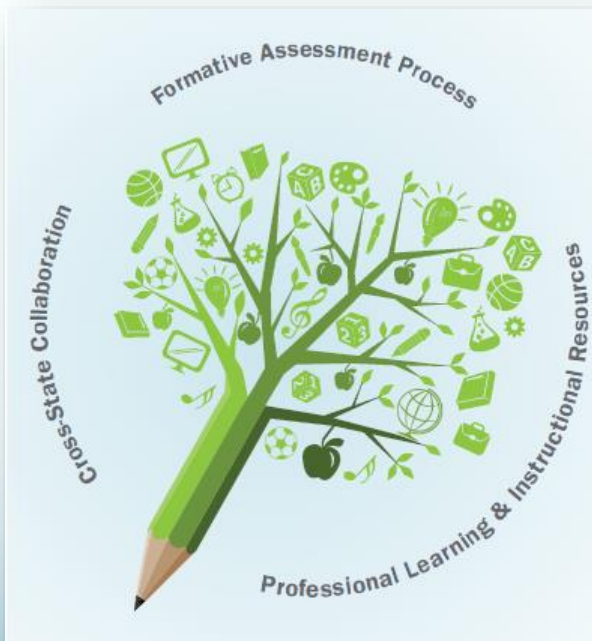 Formative Assessment Process
Cross-State Collaboration
Professional Learning & Instructional Resources